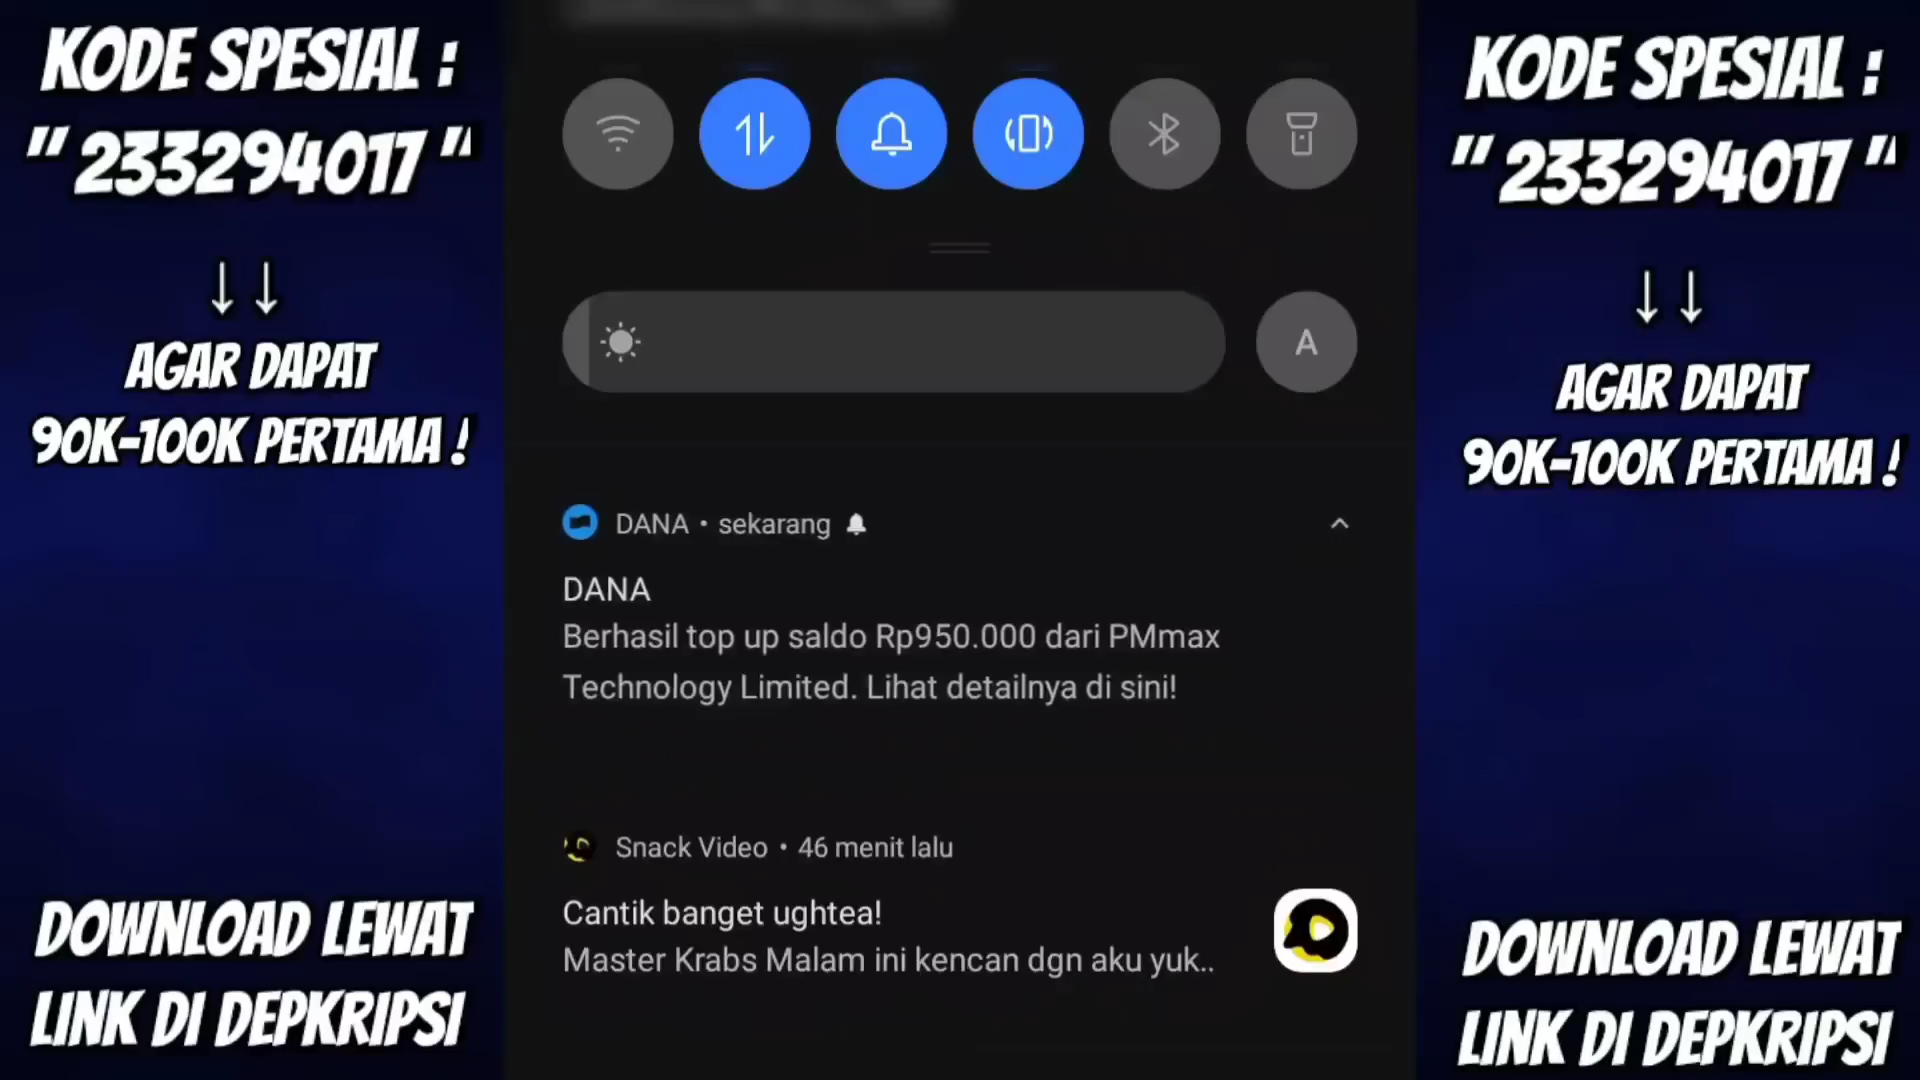 KODE SPESIAL :
" 233294017 "
↓↓
AGAR DAPAT
90K-100K PERTAMA !
DOWNLOAD LEWAT
LINK DI DEPKRIPSI
A
DANA • sekarang
DANA
Berhasil top up saldo Rp950.000 dari PMmax
Technology Limited. Lihat detailnya di sini!
Snack Video • 46 menit lalu
Cantik banget ughtea!
Master Krabs Malam ini kencan dgn aku yuk..
KODE SPESIAL :
" 233294017 "
↓↓
AGAR DAPAT
90K-100K PERTAMA !
DOWNLOAD LEWAT
LINK DI DEPKRIPSI